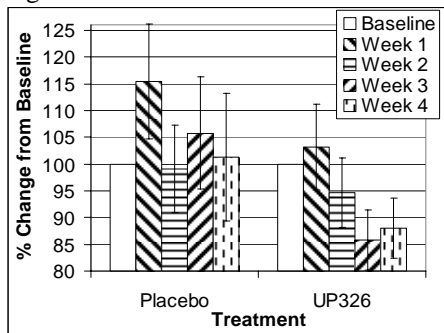 125
120
115
110
105
100
95
90
85
80
% Change from Baseline
Baseline
Week 1
Week 2
Week 3
Week 4
Placebo
UP326
Treatment